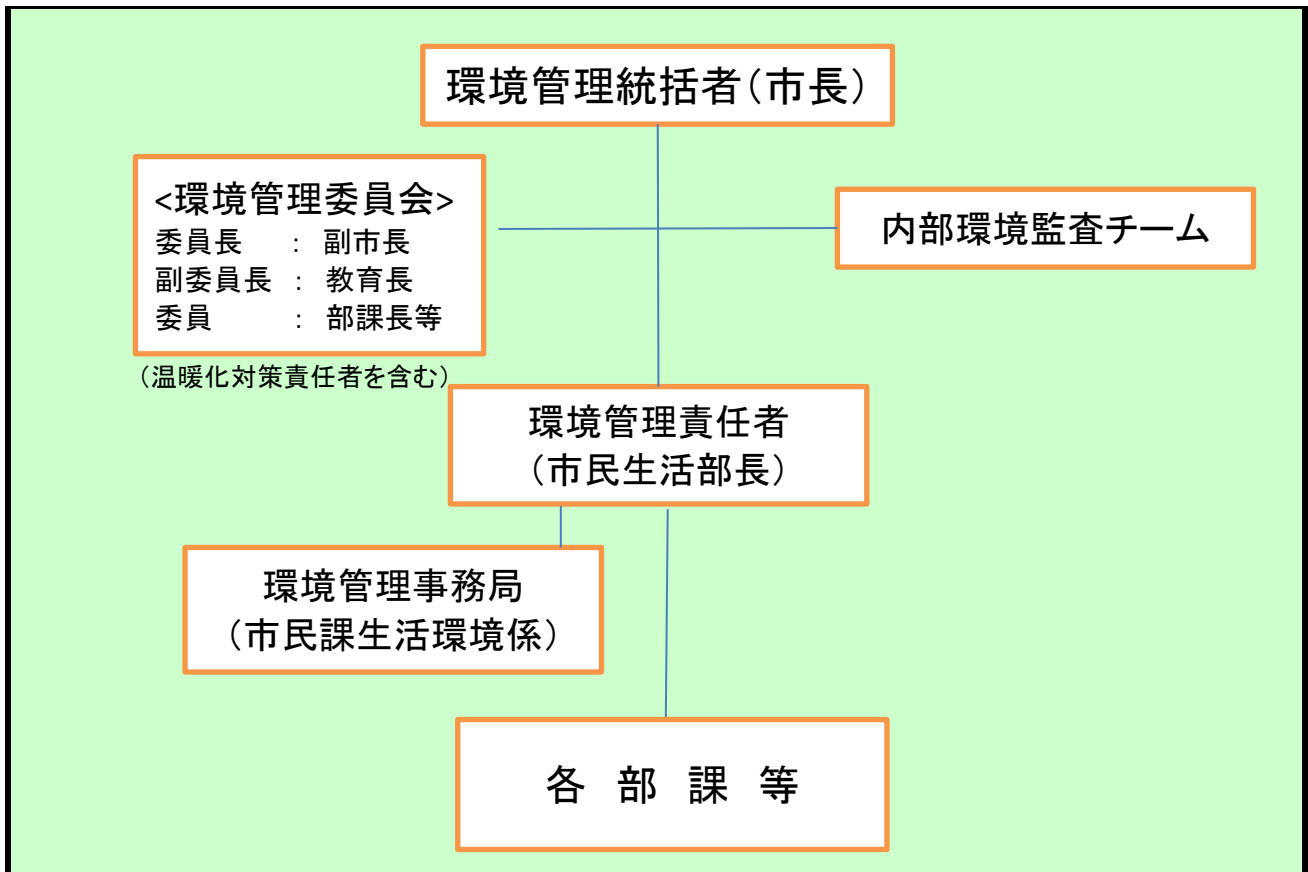 環境管理統括者（市長）
<環境管理委員会>
委員長　　：　副市長
副委員長　：　教育長
委員　　　：　部課長等
（温暖化対策責任者を含む）
内部環境監査チーム
環境管理責任者
（市民生活部長）
環境管理事務局
（市民課生活環境係）
各　部　課　等